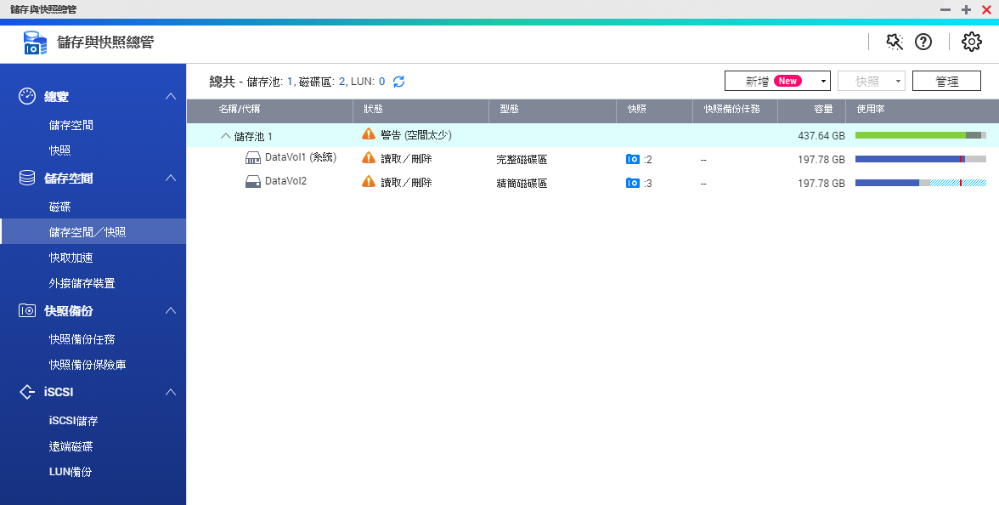 儲存與快照總管
儲存與快照總管
總覽
儲存空間
快照
儲存空間
磁碟
儲存空間／快照
快取加速
外接儲存裝置
快照備份
快照備份任務
快照備份保險庫
iSCSI
iSCSI儲存
遠端磁碟
LUN備份
總共 - 儲存池: 1, 磁碟區: 2, LUN: 0
新增 New
快照
管理
名稱/代稱 狀態 型態 快照 快照備份任務 容量 使用率
儲存池 1 警告 (空間太少) 437.64 GB
DataVol1 (系統) 讀取／刪除 完整磁碟區 :2 -- 197.78 GB
DataVol2 讀取／刪除 精簡磁碟區 :3 -- 197.78 GB